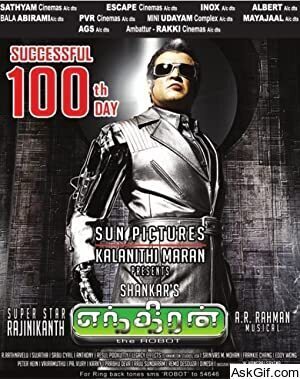 SATHYAM Cinemas A/c dts ESCAPE Cinemas A/c dts INOX A/c dts ALBERT A/c dts
BALA ABIRAMI A/c dts PVR Cinemas A/c dts MINI UDAYAM Complex A/c dts MAYAJAAL A/c dts
AGS A/c dts Ambattur - RAKKI Cinemas A/c dts
SUCCESSFUL
100th
DAY
SUN PICTURES
KALANITHI MARAN
PRESENTS
SHANKAR'S
SUPER STAR
RAJINIKANTH
எந்திரன்
the ROBOT
A.R. RAHMAN
MUSICAL
For Ring back tones sms 'ROBOT' to 5646
AskGif.com